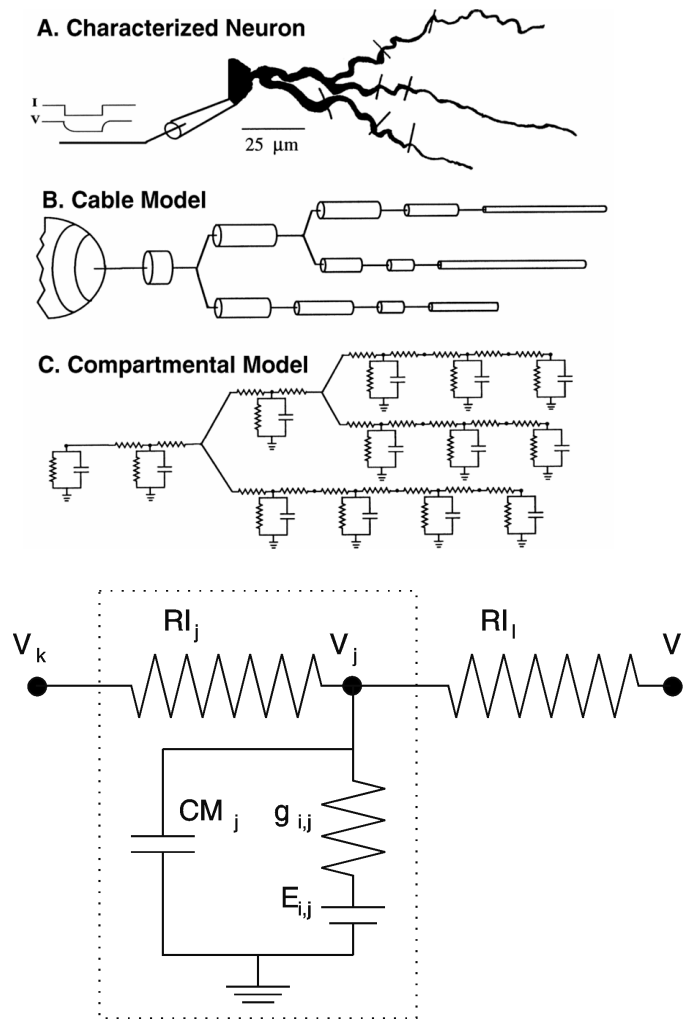 A. Characterized Neuron
I
V
25 μm
B. Cable Model
C. Compartmental Model
RI j
RI l
V k
V j
V
CM j
g i,j
E i,j